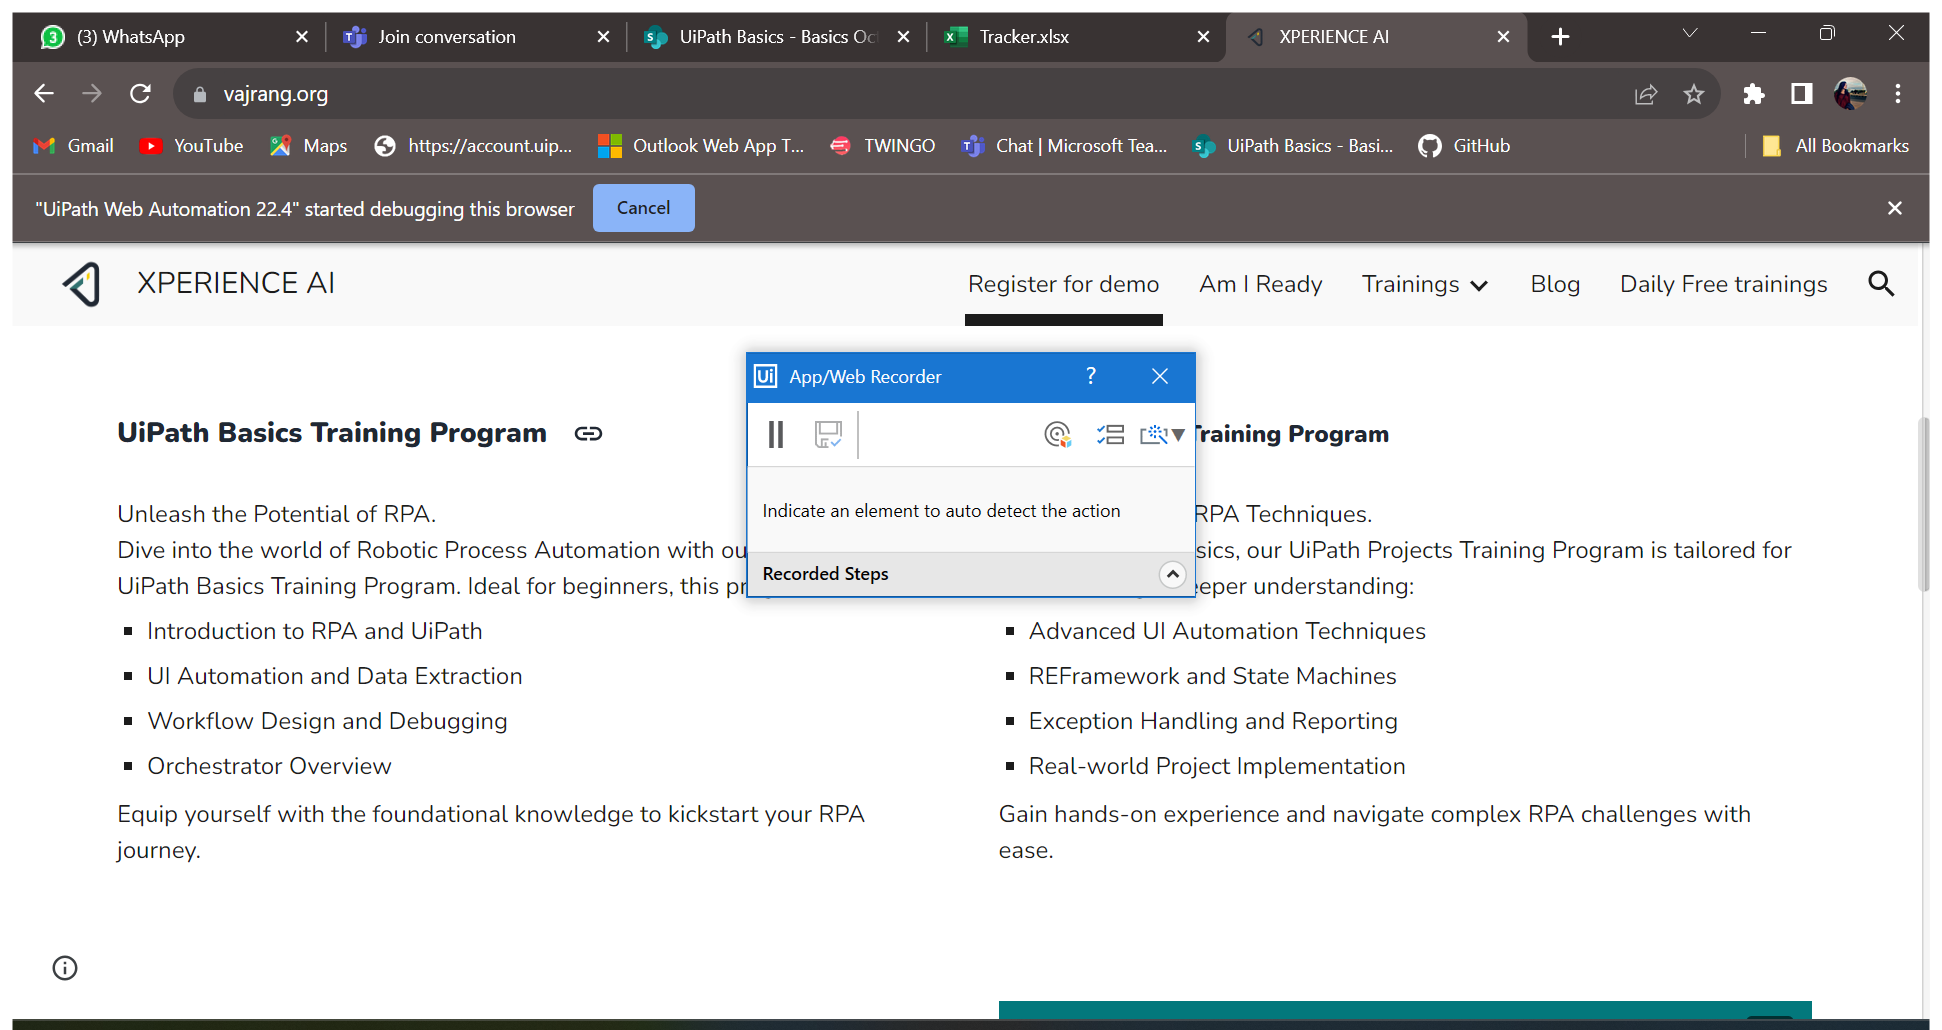 (3) WhatsApp
Join conversation
UiPath Basics - Basics Oc
Tracker.xlsx
XPERIENCE AI
vajrang.org
Gmail
YouTube
Maps
https://account.uip...
Outlook Web App T...
TWINGO
Chat | Microsoft Tea...
UiPath Basics - Basi...
GitHub
All Bookmarks
"UiPath Web Automation 22.4" started debugging this browser
Cancel
XPERIENCE AI
Register for demo
Am I Ready
Trainings
Blog
Daily Free trainings
Ui App/Web Recorder ?
Indicate an element to auto detect the action
Recorded Steps
UiPath Basics Training Program
Unleash the Potential of RPA.
Dive into the world of Robotic Process Automation with ou
UiPath Basics Training Program. Ideal for beginners, this pr
Introduction to RPA and UiPath
UI Automation and Data Extraction
Workflow Design and Debugging
Orchestrator Overview
Equip yourself with the foundational knowledge to kickstart your RPA
journey.
Training Program
RPA Techniques.
sics, our UiPath Projects Training Program is tailored for
eeper understanding:
Advanced UI Automation Techniques
REFramework and State Machines
Exception Handling and Reporting
Real-world Project Implementation
Gain hands-on experience and navigate complex RPA challenges with
ease.